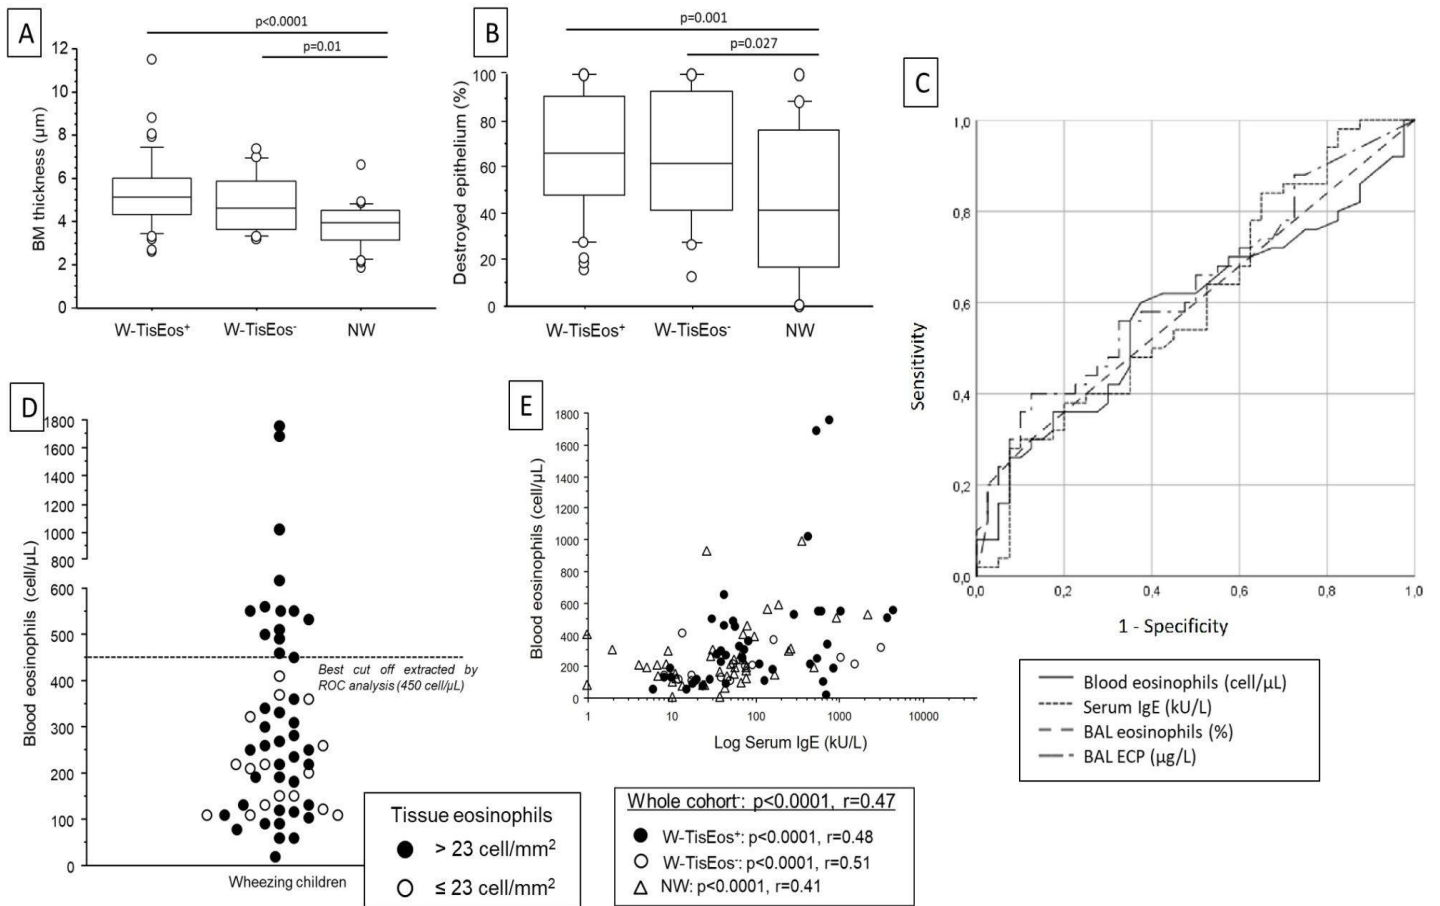 A
p<0.0001
p=0.01
BM thickness (µm)
12
10
8
6
4
2
0
W-TisEos⁺
W-TisEos⁻
NW
B
p=0.001
p=0.027
Destroyed epithelium (%)
100
80
60
40
20
0
W-TisEos⁺
W-TisEos⁻
NW
C
Sensitivity
1,0
0,8
0,6
0,4
0,2
0,0
0,0
0,2
0,4
0,6
0,8
1,0
1 - Specificity
Blood eosinophils (cell/µL)
Serum IgE (kU/L)
BAL eosinophils (%)
BAL ECP (µg/L)
D
Blood eosinophils (cell/µL)
1800
1600
1400
1200
1000
800
600
500
400
300
200
100
0
Best cut off extracted by
ROC analysis (450 cell/µL)
Wheezing children
Tissue eosinophils
> 23 cell/mm²
≤ 23 cell/mm²
E
Blood eosinophils (cell/µL)
1800
1600
1400
1200
1000
800
600
400
200
0
1
10
100
1000
10000
Log Serum IgE (kU/L)
Whole cohort: p<0.0001, r=0.47
W-TisEos⁺: p<0.0001, r=0.48
W-TisEos⁻: p<0.0001, r=0.51
NW: p<0.0001, r=0.41